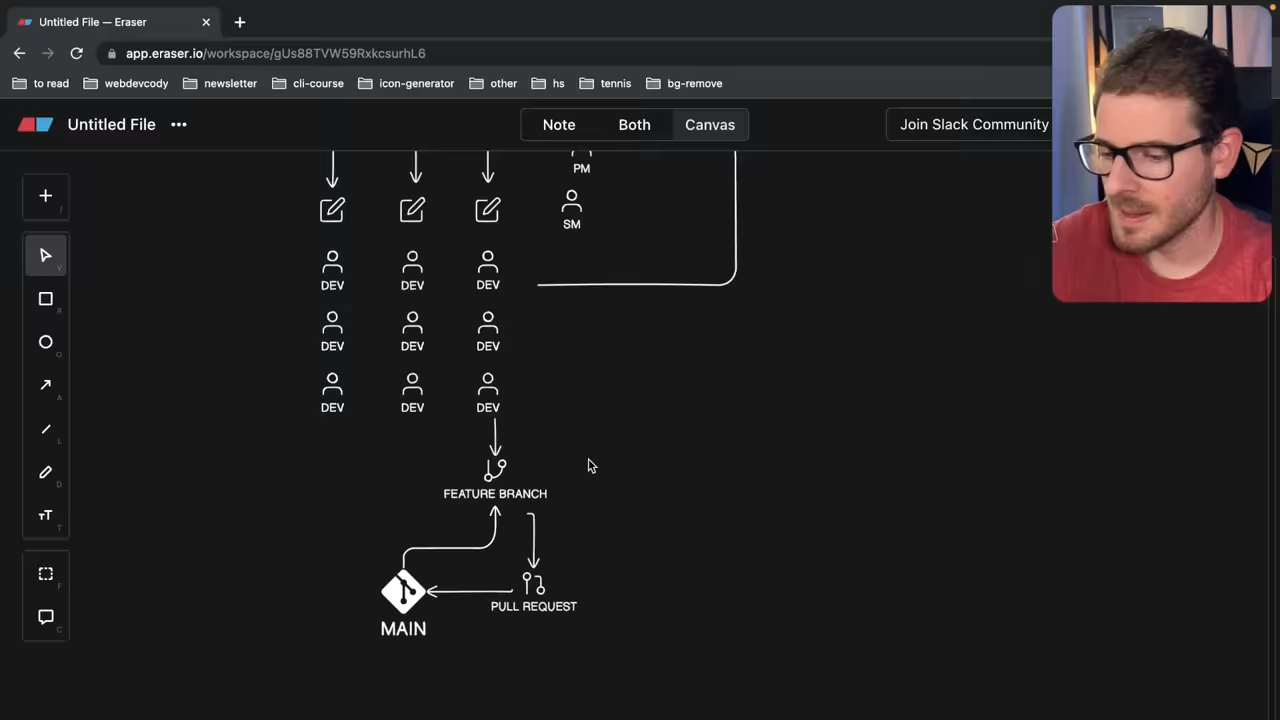 Untitled File — Eraser
app.eraser.io/workspace/gUs88TVW59RxkcsurhL6
to read webdevcody newsletter cli-course icon-generator other hs tennis bg-remove
Untitled File
Note Both Canvas
Join Slack Community
PM
SM
DEV DEV DEV
DEV DEV DEV
DEV DEV DEV
FEATURE BRANCH
PULL REQUEST
MAIN
/
V
R
O
A
L
D
T
F
C